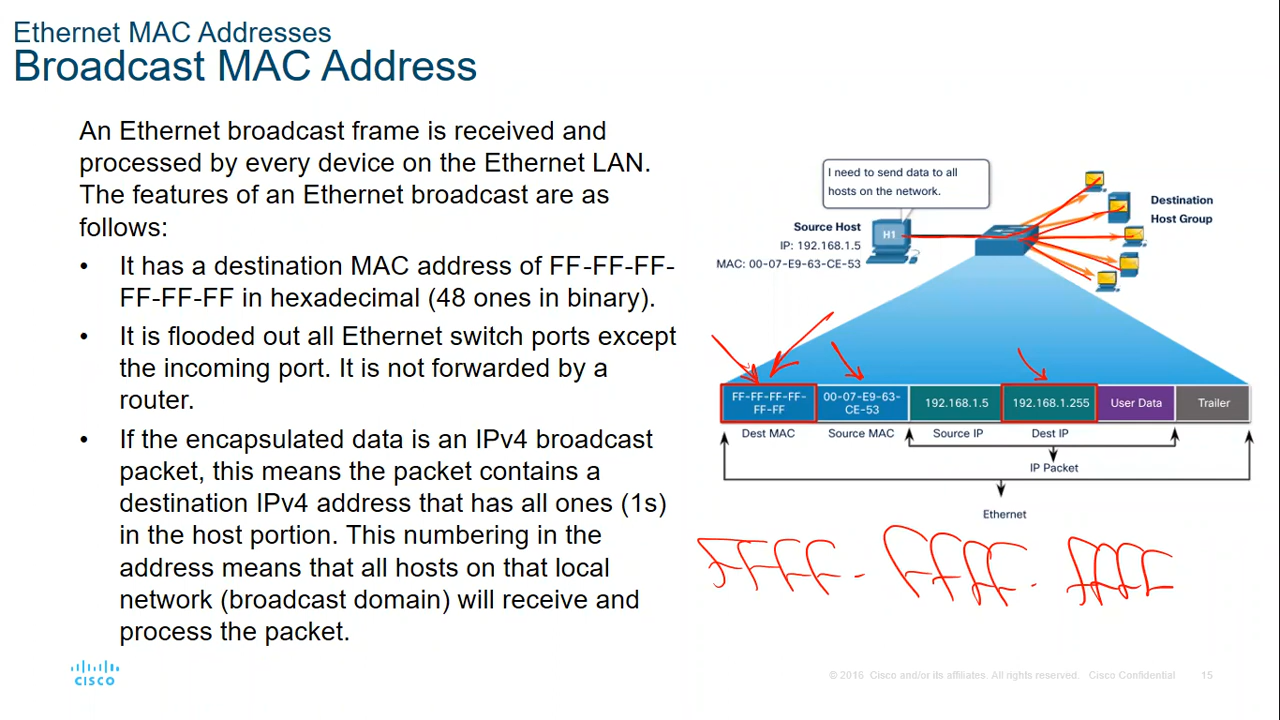 Ethernet MAC Addresses
Broadcast MAC Address
An Ethernet broadcast frame is received and
processed by every device on the Ethernet LAN.
The features of an Ethernet broadcast are as
follows:
• It has a destination MAC address of FF-FF-FF-
FF-FF-FF in hexadecimal (48 ones in binary).
• It is flooded out all Ethernet switch ports except
the incoming port. It is not forwarded by a
router.
• If the encapsulated data is an IPv4 broadcast
packet, this means the packet contains a
destination IPv4 address that has all ones (1s)
in the host portion. This numbering in the
address means that all hosts on that local
network (broadcast domain) will receive and
process the packet.
I need to send data to all
hosts on the network.
Source Host
IP: 192.168.1.5
MAC: 00-07-E9-63-CE-53
H1
Destination
Host Group
FF-FF-FF-FF-
FF-FF
00-07-E9-63-
CE-53
192.168.1.5
192.168.1.255
User Data
Trailer
Dest MAC
Source MAC
Source IP
Dest IP
IP Packet
Ethernet
FFFF - FFFF - FFFF
CISCO
© 2016 Cisco and/or its affiliates. All rights reserved. Cisco Confidential
15